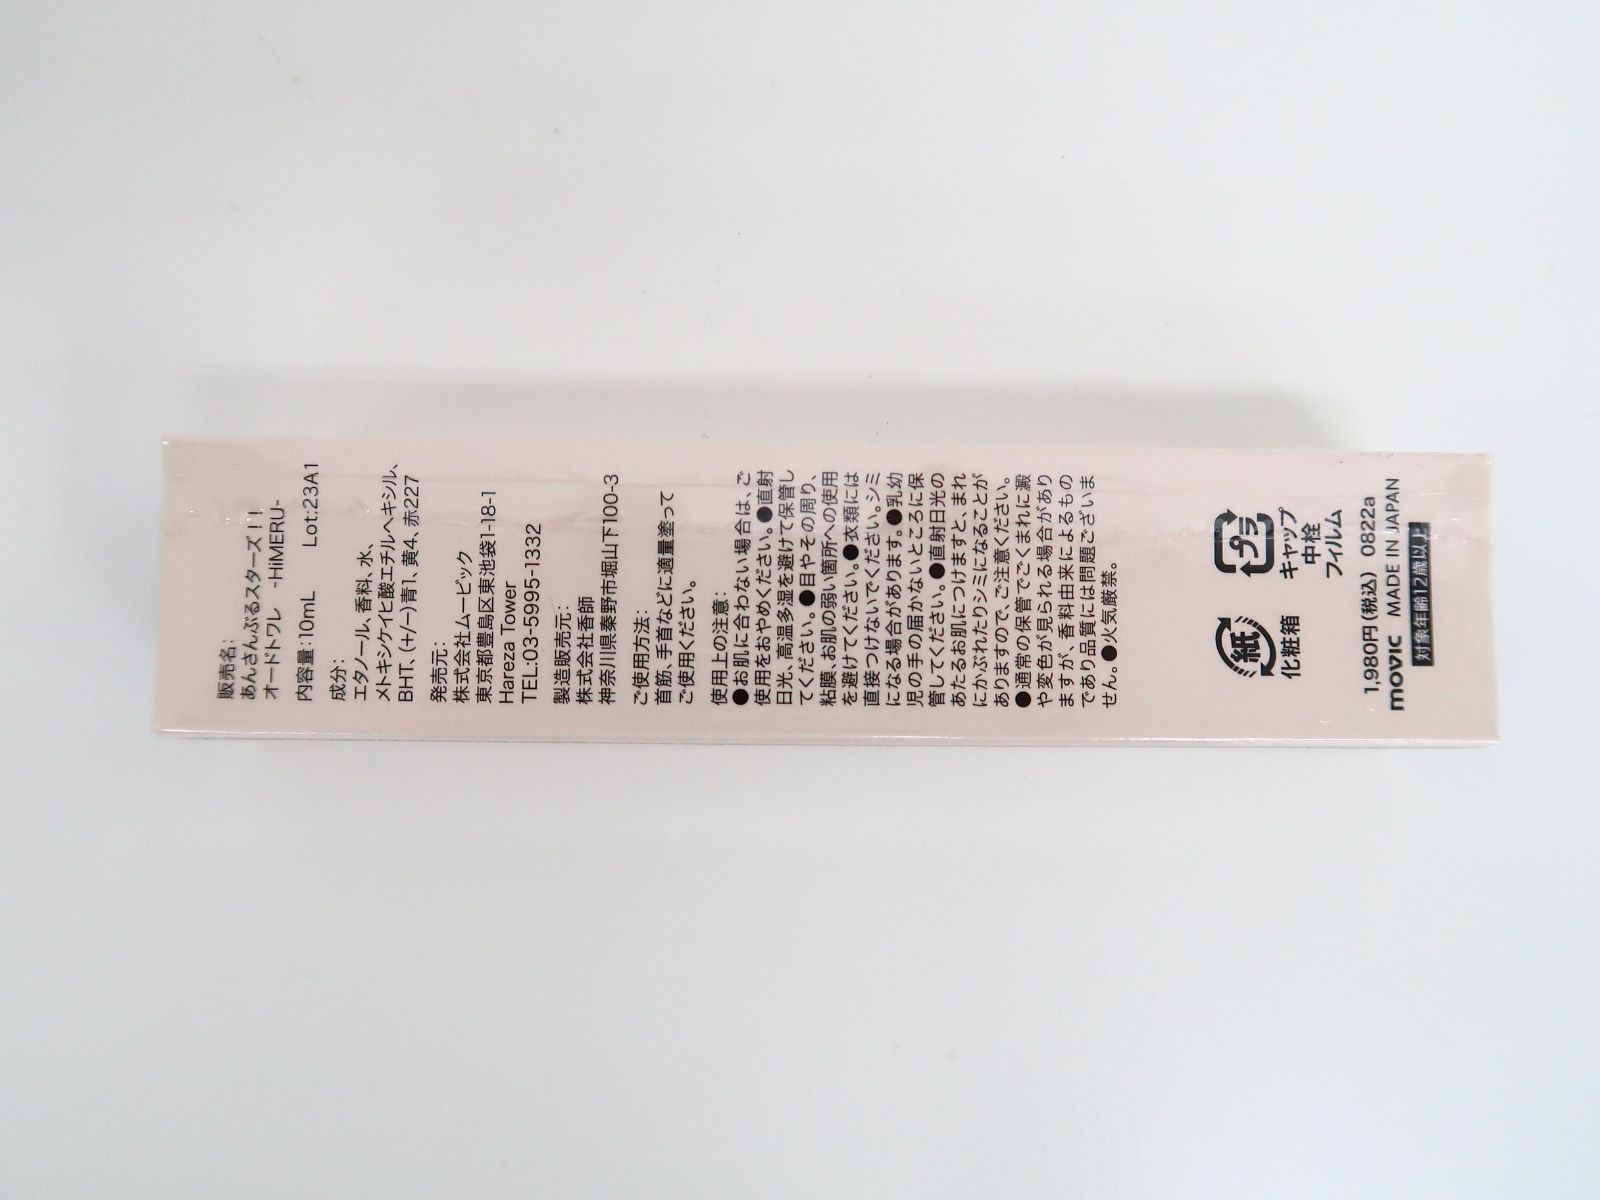 販売名：
あんさんぶるスターズ！！
オードトワレ　-HiMERU-
内容量：10mL　Lot:23A1
成分：
エタノール、香料、水、
メトキシケイヒ酸エチルヘキシル、
BHT、(+/-)青1、黄4、赤227
発売元：
株式会社ムービック
東京都豊島区東池袋1-18-1
Hareza Tower
TEL:03-5995-1332
製造販売元：
株式会社香師
神奈川県秦野市堀山下100-3
ご使用方法：
首筋、手首などに適量塗って
ご使用ください。
使用上の注意：
●お肌に合わない場合は、ご
使用をおやめください。●直射
日光、高温多湿を避けて保管し
てください。●目やその周り、
粘膜、お肌の弱い箇所への使用
を避けてください。●衣類には
直接つけないでください。シミ
になる場合があります。●乳幼
児の手の届かないところに保
管してください。●直射日光の
あたるお肌につけますと、まれ
にかぶれたりシミになることが
ありますので、ご注意ください。
●通常の保管でごくまれに澱
や変色が見られる場合があり
ますが、香料由来によるもの
であり品質には問題ございま
せん。●火気厳禁。
紙
化粧箱
プラ
キャップ
中栓
フィルム
1,980円(税込)　0822a
movic　MADE IN JAPAN
対象年齢12歳以上